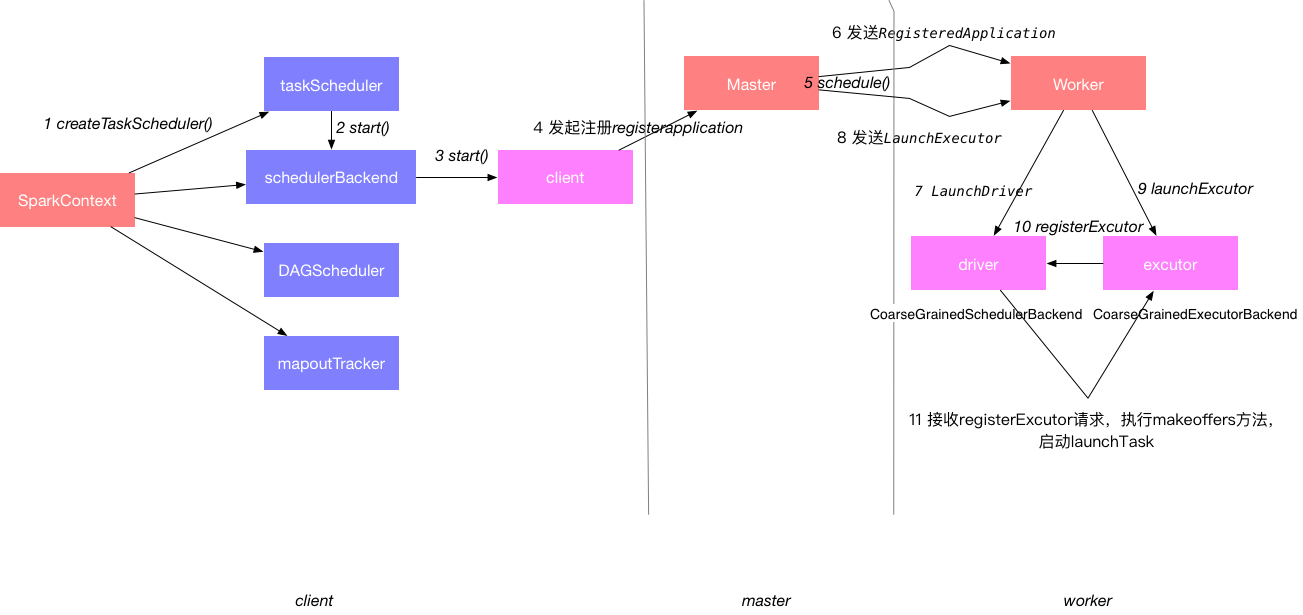 6 发送RegisteredApplication
taskScheduler
Master
5 schedule()
Worker
1 createTaskScheduler()
2 start()
4 发起注册registerapplication
8 发送LaunchExecutor
3 start()
schedulerBackend
client
SparkContext
7 LaunchDriver
9 launchExcutor
10 registerExcutor
DAGScheduler
driver
excutor
CoarseGrainedSchedulerBackend
CoarseGrainedExecutorBackend
mapoutTracker
11 接收registerExcutor请求，执行makeoffers方法，
启动launchTask
client
master
worker